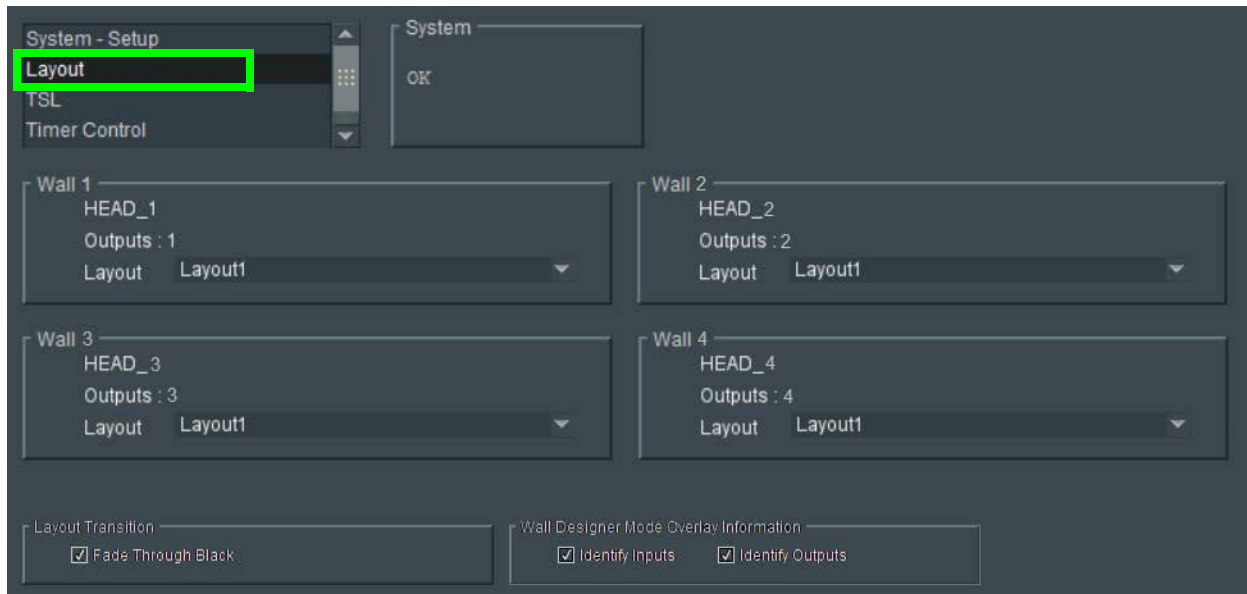 System - Setup
Layout
TSL
Timer Control
System
OK
Wall 1
HEAD_1
Outputs : 1
Layout Layout1
Wall 2
HEAD_2
Outputs : 2
Layout Layout1
Wall 3
HEAD_3
Outputs : 3
Layout Layout1
Wall 4
HEAD_4
Outputs : 4
Layout Layout1
Layout Transition
Fade Through Black
Wall Designer Mode Overlay Information
Identify Inputs Identify Outputs